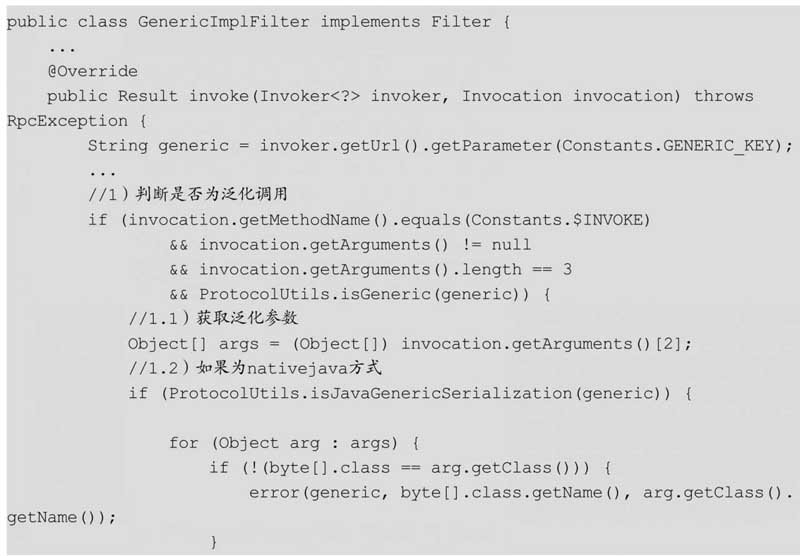 public class GenericImplFilter implements Filter {
    ...
    @Override
    public Result invoke(Invoker<?> invoker, Invocation invocation) throws
RpcException {
        String generic = invoker.getUrl().getParameter(Constants.GENERIC_KEY);
        ...
        //1）判断是否为泛化调用
        if (invocation.getMethodName().equals(Constants.$INVOKE)
                && invocation.getArguments() != null
                && invocation.getArguments().length == 3
                && ProtocolUtils.isGeneric(generic)) {
            //1.1）获取泛化参数
            Object[] args = (Object[]) invocation.getArguments()[2];
            //1.2）如果为nativejava方式
            if (ProtocolUtils.isJavaGenericSerialization(generic)) {

                for (Object arg : args) {
                    if (!(byte[].class == arg.getClass())) {
                        error(generic, byte[].class.getName(), arg.getClass().
getName());
                    }